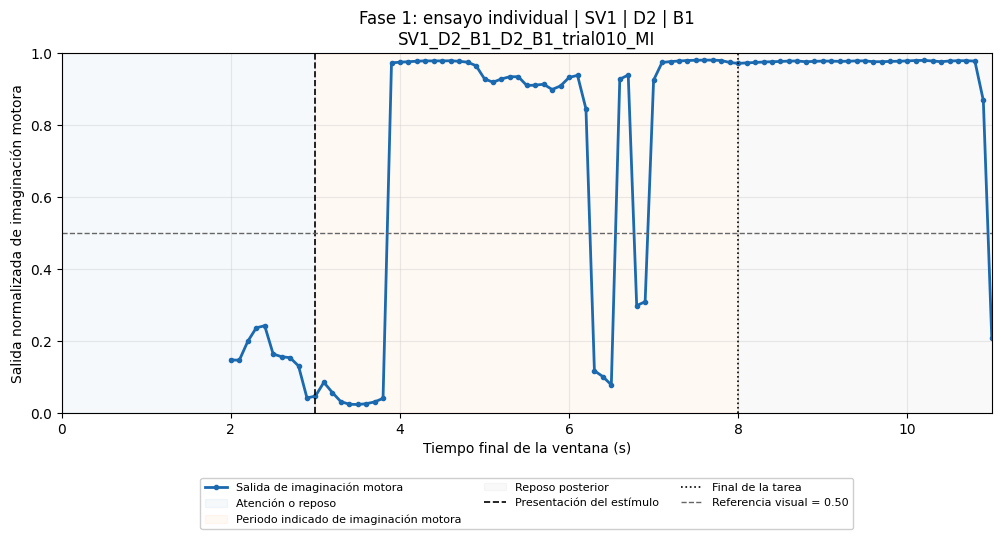 Fase 1: ensayo individual | SV1 | D2 | B1
SV1_D2_B1_D2_B1_trial010_MI
Salida normalizada de imaginación motora
1.0
0.8
0.6
0.4
0.2
0.0
0 2 4 6 8 10
Tiempo final de la ventana (s)
Salida de imaginación motora
Atención o reposo
Periodo indicado de imaginación motora
Reposo posterior
Presentación del estímulo
Final de la tarea
Referencia visual = 0.50